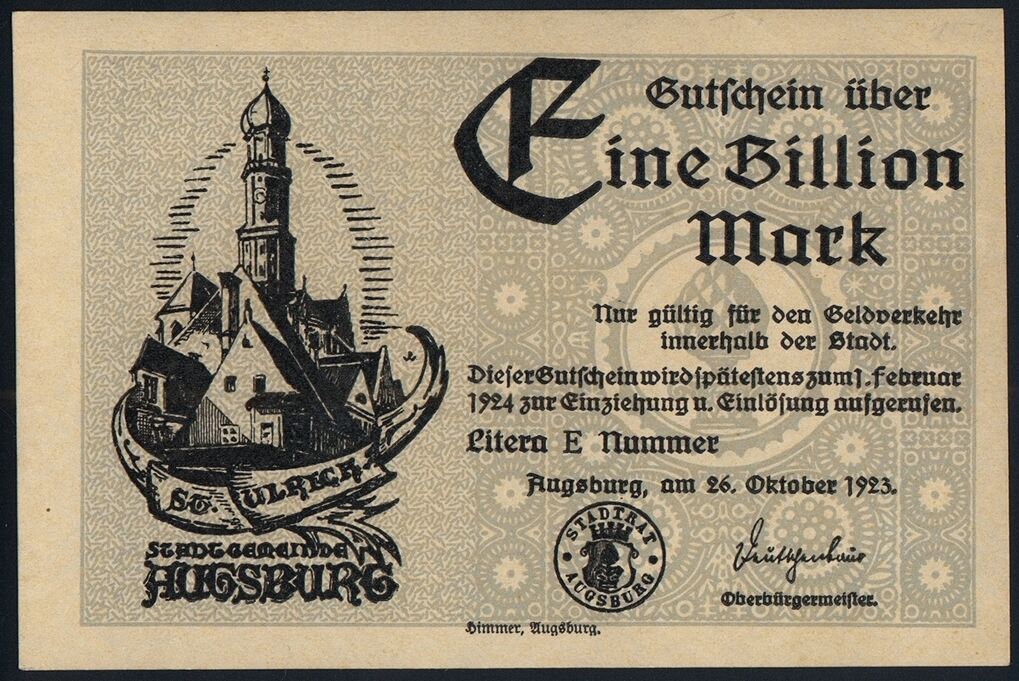 Gutschein über
Eine Billion
Mark
Nur gültig für den Geldverkehr
innerhalb der Stadt.
Dieser Gutschein wird spätestens zum 1. Februar
1924 zur Einziehung u. Einlösung aufgerufen.
Litera E Nummer
Augsburg, am 26. Oktober 1923.
STADTRAT
AUGSBURG
Deutschenbaur
Oberbürgermeister.
ST. ULRICH
STADTGEMEINDE
AUGSBURG
Himmer, Augsburg.